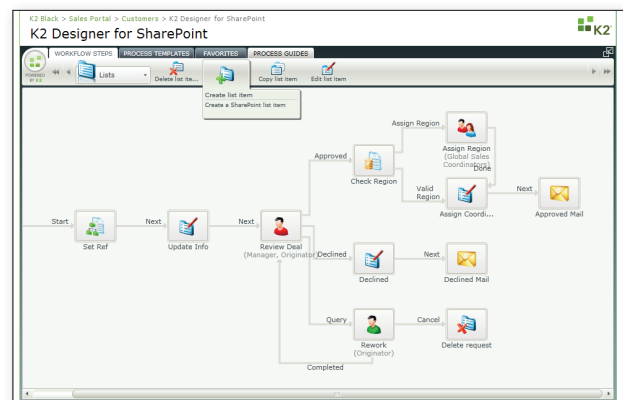 K2 Black > Sales Portal > Customers > K2 Designer for SharePoint
K2 Designer for SharePoint
K2
WORKFLOW STEPS PROCESS TEMPLATES FAVORITES PROCESS GUIDES
POWERED BY K2
Lists
Delete list ite...
Copy list item
Edit list item
Create list item
Create a SharePoint list item
Assign Region
Assign Region
(Global Sales
Coordinators)
Done
Approved
Check Region
Valid
Region
Next
Assign Coordi...
Approved Mail
Start
Next
Next
Set Ref
Update Info
Review Deal
(Manager, Originator)
Declined
Next
Declined
Declined Mail
Query
Cancel
Rework
(Originator)
Delete request
Completed